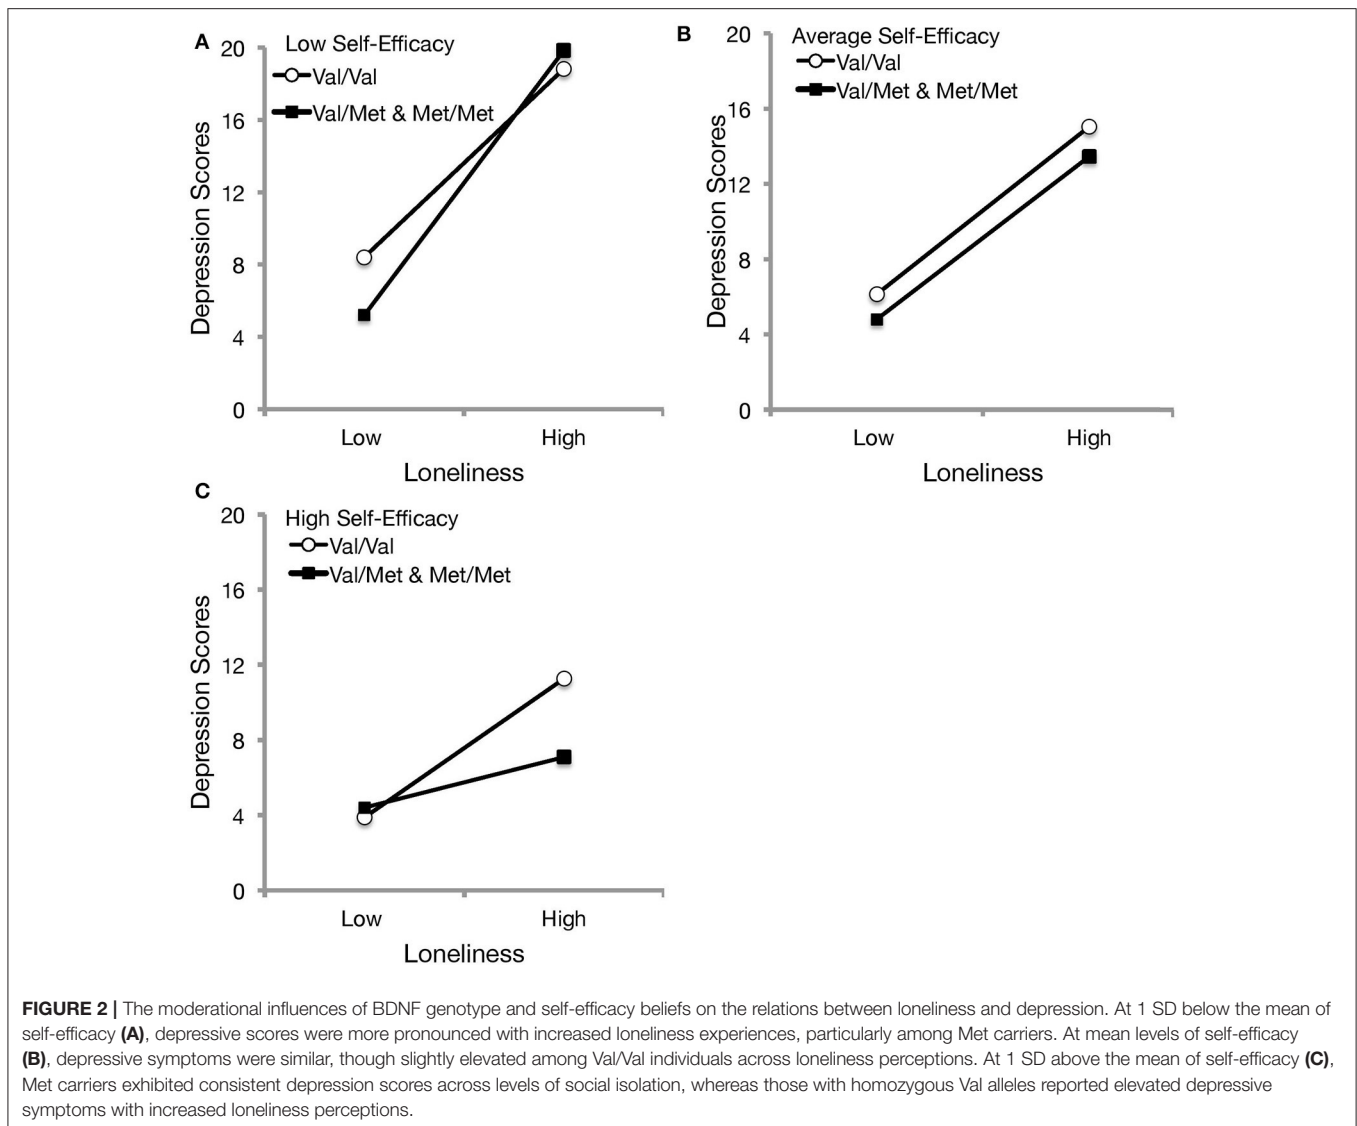 A
Low Self-Efficacy
Val/Val
Val/Met & Met/Met
20
16
12
8
4
0
Depression Scores
Low
High
Loneliness
B
Average Self-Efficacy
Val/Val
Val/Met & Met/Met
20
16
12
8
4
0
Depression Scores
Low
High
Loneliness
C
High Self-Efficacy
Val/Val
Val/Met & Met/Met
20
16
12
8
4
0
Depression Scores
Low
High
Loneliness
FIGURE 2 | The moderational influences of BDNF genotype and self-efficacy beliefs on the relations between loneliness and depression. At 1 SD below the mean of
self-efficacy (A), depressive scores were more pronounced with increased loneliness experiences, particularly among Met carriers. At mean levels of self-efficacy
(B), depressive symptoms were similar, though slightly elevated among Val/Val individuals across loneliness perceptions. At 1 SD above the mean of self-efficacy (C),
Met carriers exhibited consistent depression scores across levels of social isolation, whereas those with homozygous Val alleles reported elevated depressive
symptoms with increased loneliness perceptions.